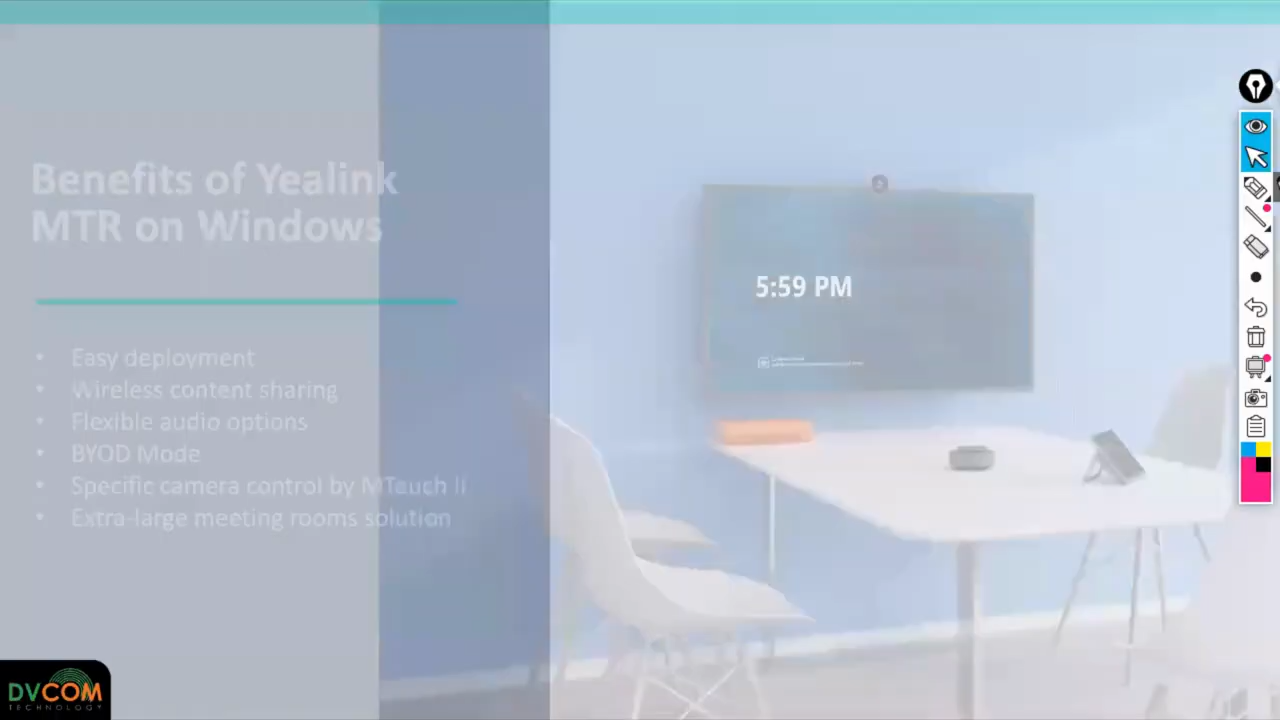 Benefits of Yealink
MTR on Windows
5:59 PM
Easy deployment
Wireless content sharing
Flexible audio options
BYOD Mode
Specific camera control by MTouch II
Extra-large meeting rooms solution
DVCOM
TECHNOLOGY